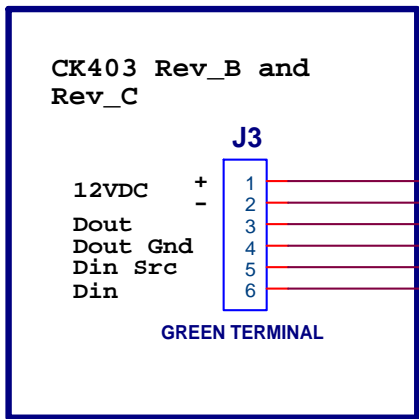 CK403 Rev_B and
Rev_C
J3
12VDC + 1
- 2
Dout 3
Dout Gnd 4
Din Src 5
Din 6
GREEN TERMINAL